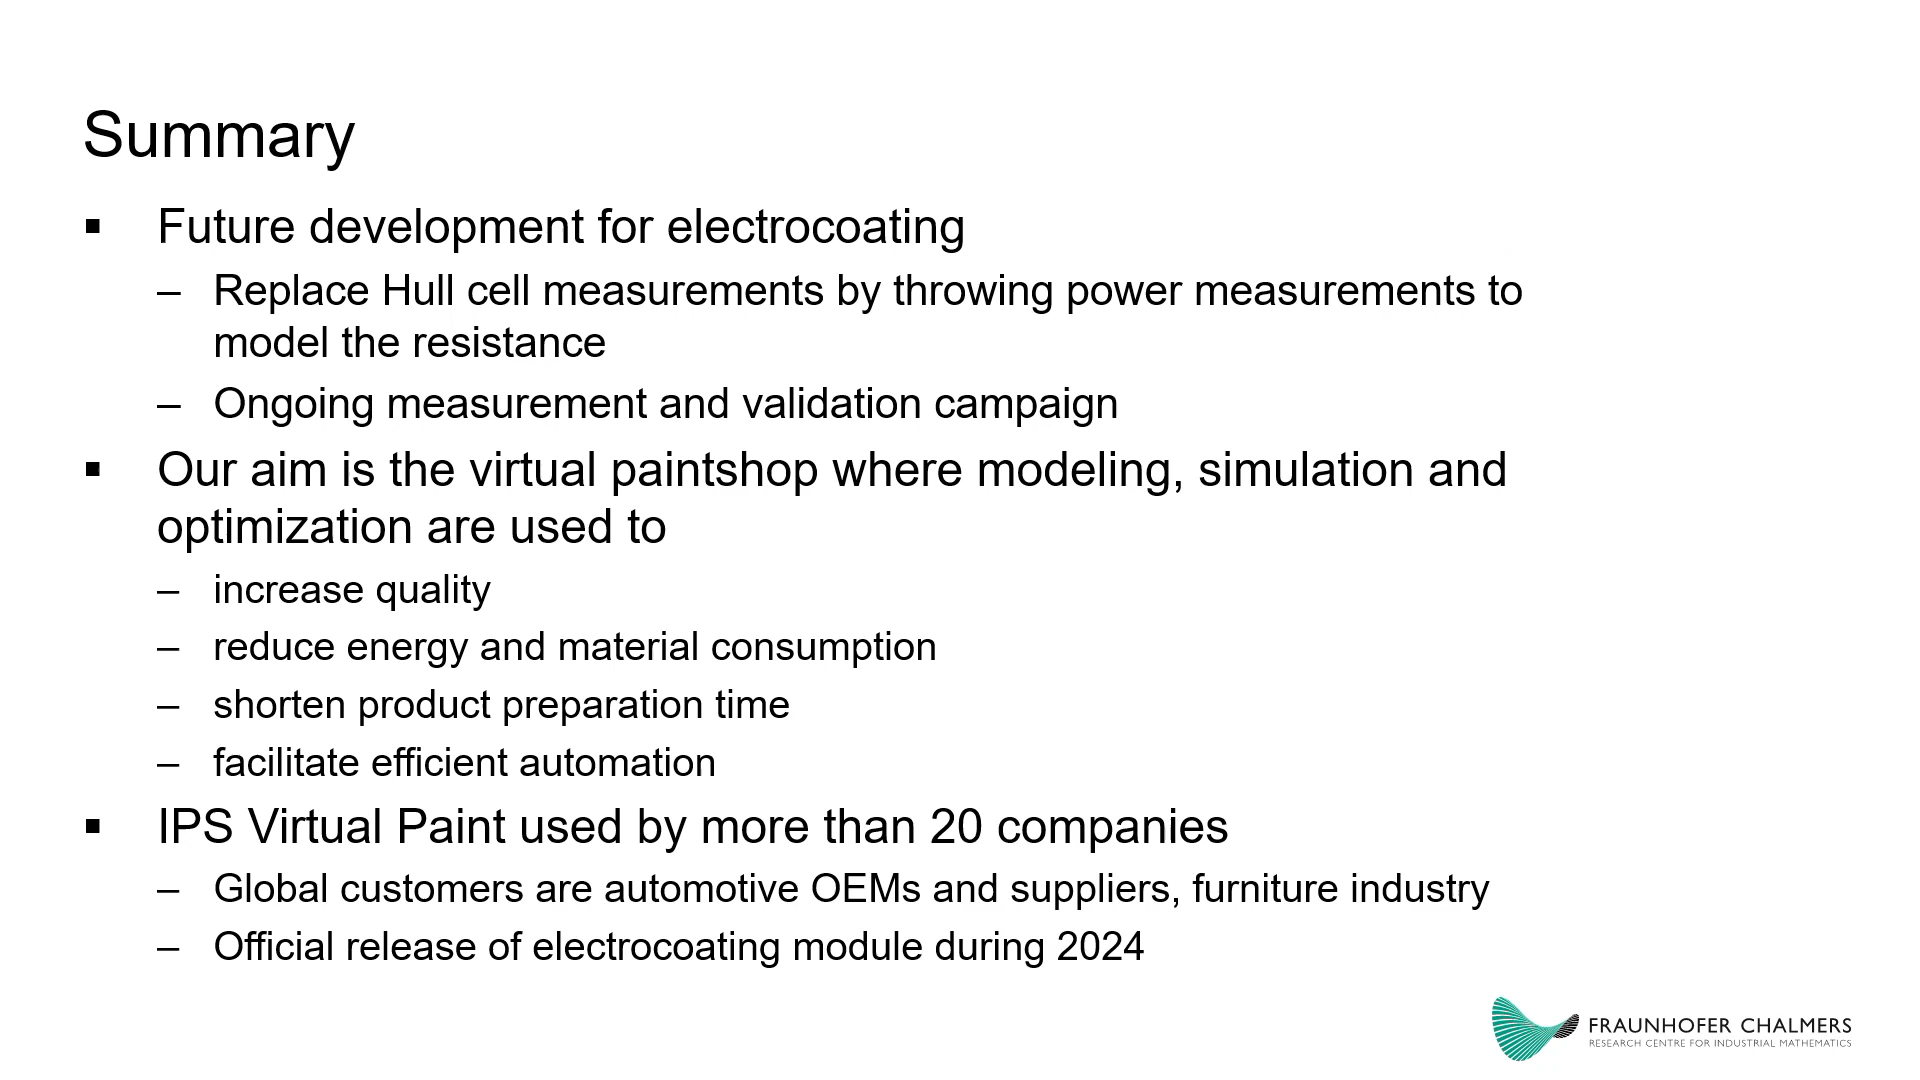 Summary
▪ Future development for electrocoating
– Replace Hull cell measurements by throwing power measurements to
model the resistance
– Ongoing measurement and validation campaign
▪ Our aim is the virtual paintshop where modeling, simulation and
optimization are used to
– increase quality
– reduce energy and material consumption
– shorten product preparation time
– facilitate efficient automation
▪ IPS Virtual Paint used by more than 20 companies
– Global customers are automotive OEMs and suppliers, furniture industry
– Official release of electrocoating module during 2024
FRAUNHOFER CHALMERS
RESEARCH CENTRE FOR INDUSTRIAL MATHEMATICS